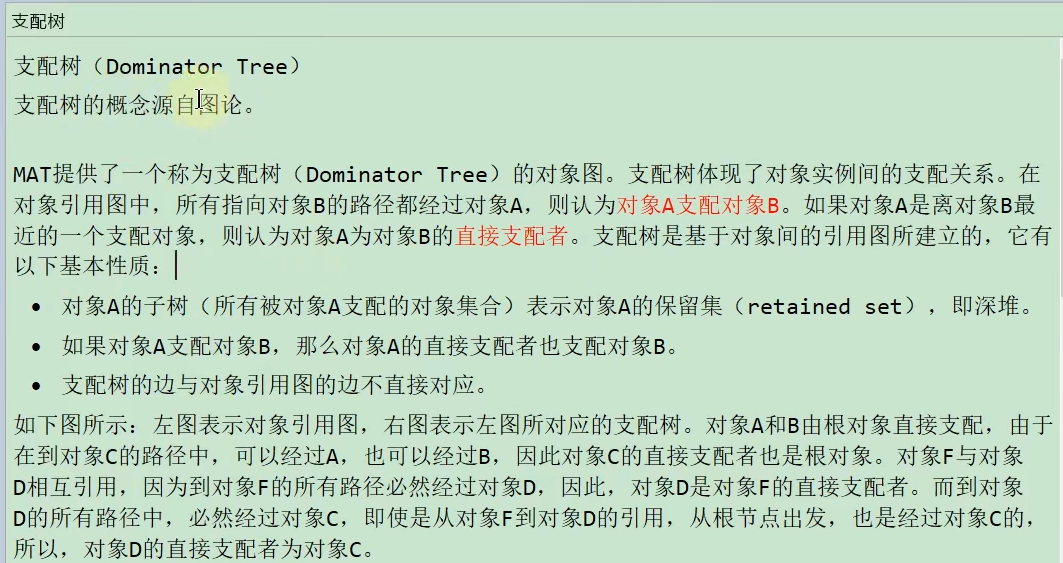 支配树
支配树（Dominator Tree）
支配树的概念源自图论。
MAT提供了一个称为支配树（Dominator Tree）的对象图。支配树体现了对象实例间的支配关系。在
对象引用图中，所有指向对象B的路径都经过对象A，则认为对象A支配对象B。如果对象A是离对象B最
近的一个支配对象，则认为对象A为对象B的直接支配者。支配树是基于对象间的引用图所建立的，它有
以下基本性质：
• 对象A的子树（所有被对象A支配的对象集合）表示对象A的保留集（retained set），即深堆。
• 如果对象A支配对象B，那么对象A的直接支配者也支配对象B。
• 支配树的边与对象引用图的边不直接对应。
如下图所示：左图表示对象引用图，右图表示左图所对应的支配树。对象A和B由根对象直接支配，由于
在到对象C的路径中，可以经过A，也可以经过B，因此对象C的直接支配者也是根对象。对象F与对象
D相互引用，因为到对象F的所有路径必然经过对象D，因此，对象D是对象F的直接支配者。而到对象
D的所有路径中，必然经过对象C，即使是从对象F到对象D的引用，从根节点出发，也是经过对象C的，
所以，对象D的直接支配者为对象C。